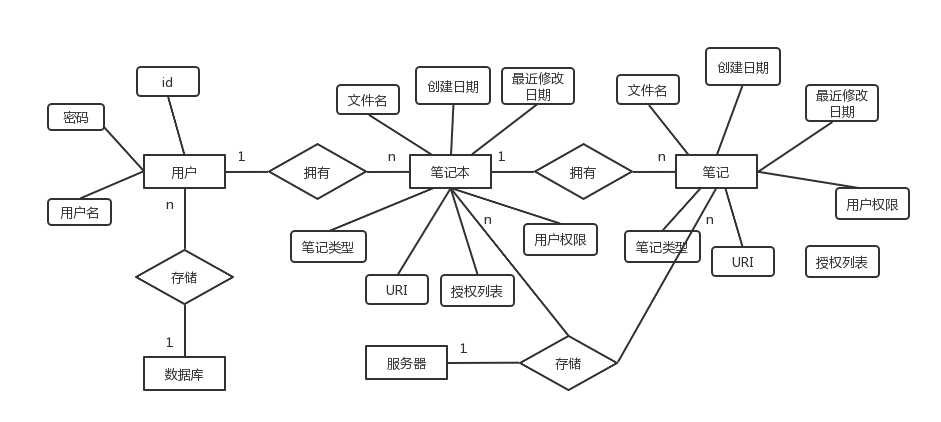 id
密码
用户名
用户
1
n
拥有
n
存储
1
数据库
文件名
创建日期
最近修改
日期
笔记本
1
拥有
n
笔记类型
URI
授权列表
用户权限
n
服务器
1
存储
文件名
创建日期
最近修改
日期
笔记
用户权限
笔记类型
n
URI
授权列表